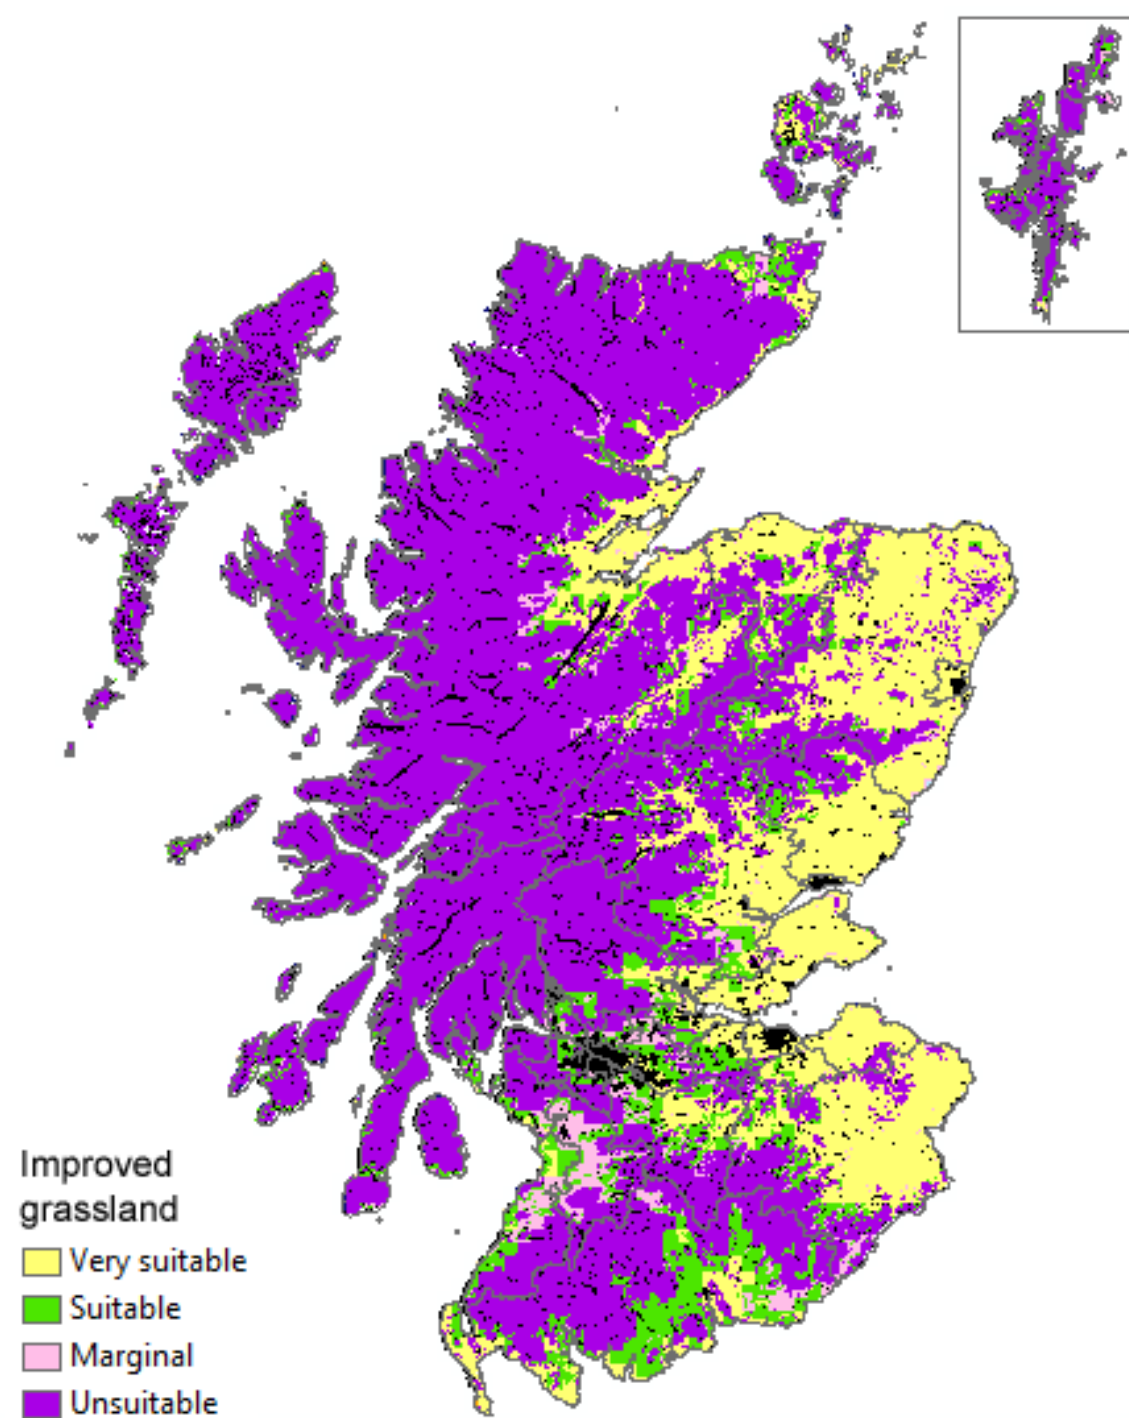 Improved
grassland
Very suitable
Suitable
Marginal
Unsuitable